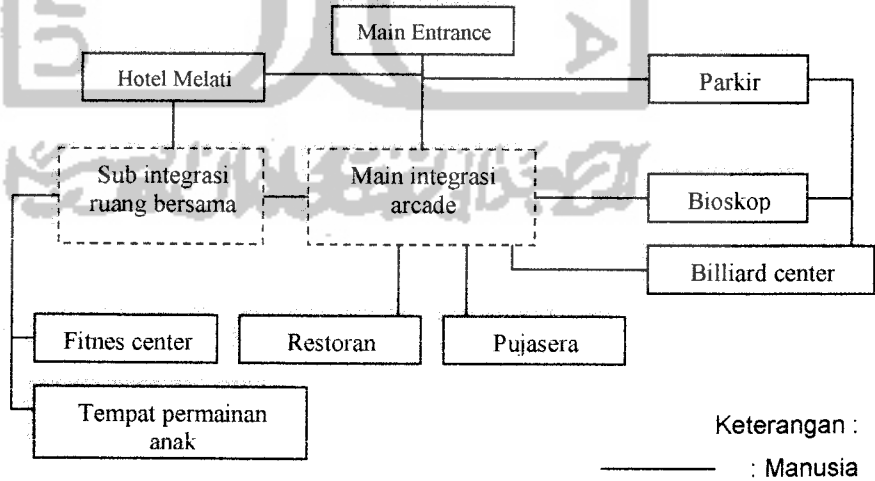 Main Entrance
Hotel Melati
Parkir
Sub integrasi
ruang bersama
Main integrasi
arcade
Bioskop
Billiard center
Fitnes center
Restoran
Pujasera
Tempat permainan
anak
Keterangan :
: Manusia